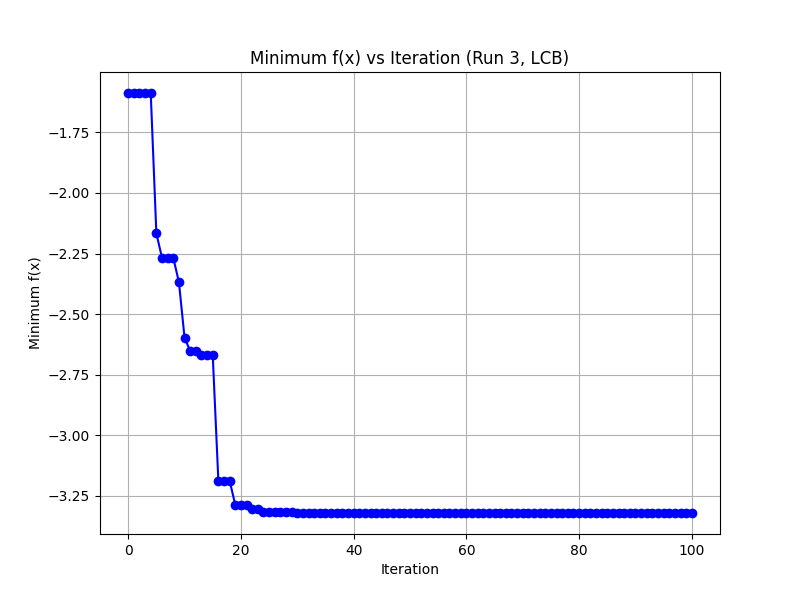 Minimum f(x) vs Iteration (Run 3, LCB)
Minimum f(x)
−1.75
−2.00
−2.25
−2.50
−2.75
−3.00
−3.25
0 20 40 60 80 100
Iteration